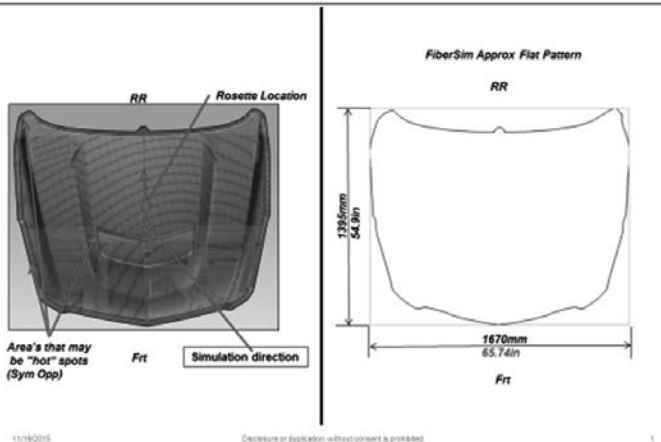 RR
Rosette Location
Area's that may
be "hot" spots
(Sym Opp)
Frt
Simulation direction
FiberSim Approx Flat Pattern
RR
1395mm
54.9in
1670mm
65.74in
Frt
11/19/2015
Disclosure or duplication without consent is prohibited
1